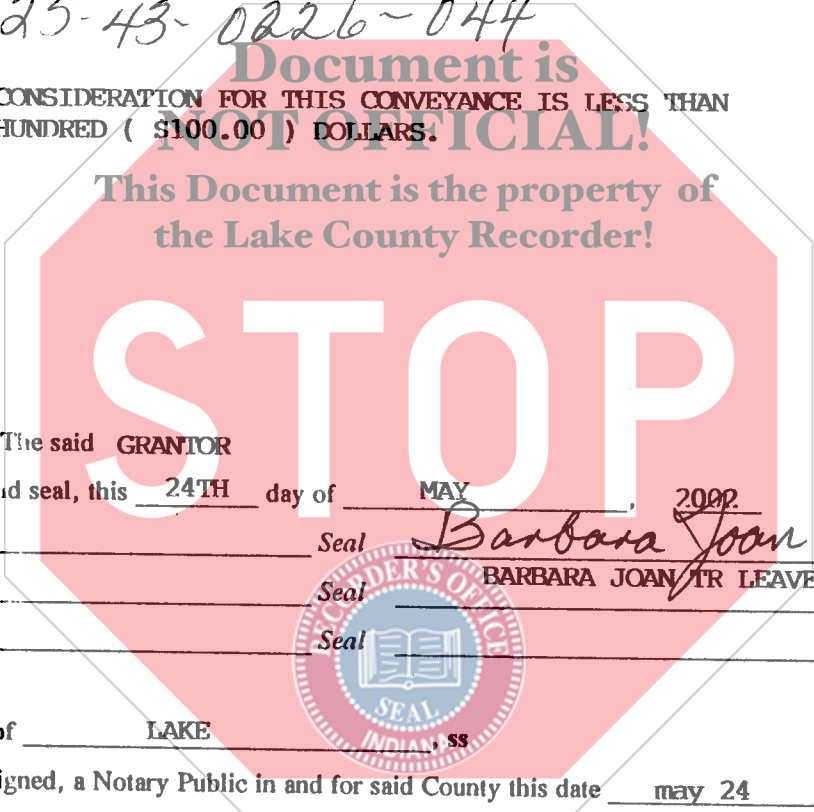 25-43-0226-044
Document is
CONSIDERATION FOR THIS CONVEYANCE IS LESS THAN
HUNDRED ( $100.00 ) DOLLARS.
NOT OFFICIAL!
This Document is the property of
the Lake County Recorder!
STOP
The said GRANTOR
nd seal, this 24TH day of MAY, 2002
Seal Barbara Joan
Seal BARBARA JOAN TR LEAVE
Seal
RECORDER'S OFFICE
SEAL
INDIANA
of LAKE, ss
igned, a Notary Public in and for said County this date may 24